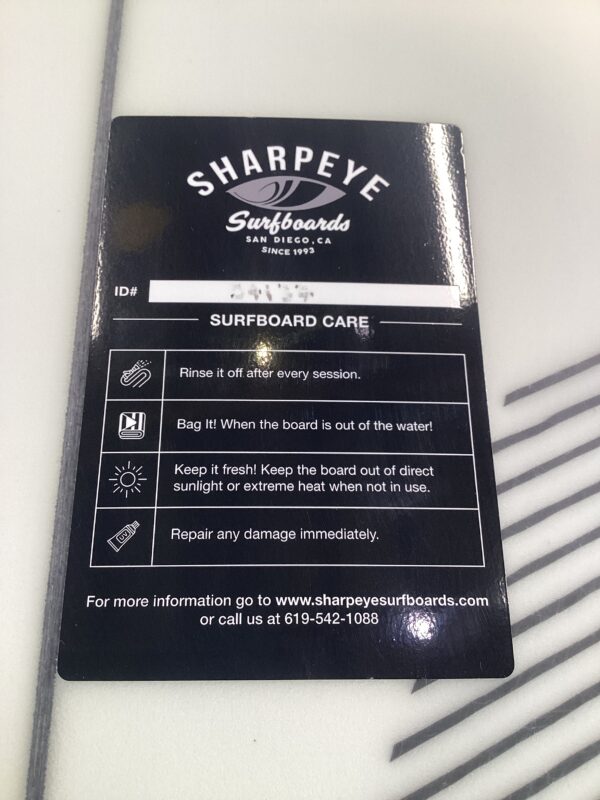 SHARPEYE
Surfboards
SAN DIEGO, CA
SINCE 1993
ID#
SURFBOARD CARE
Rinse it off after every session.
Bag It! When the board is out of the water!
Keep it fresh! Keep the board out of direct
sunlight or extreme heat when not in use.
Repair any damage immediately.
For more information go to www.sharpeyesurfboards.com
or call us at 619-542-1088